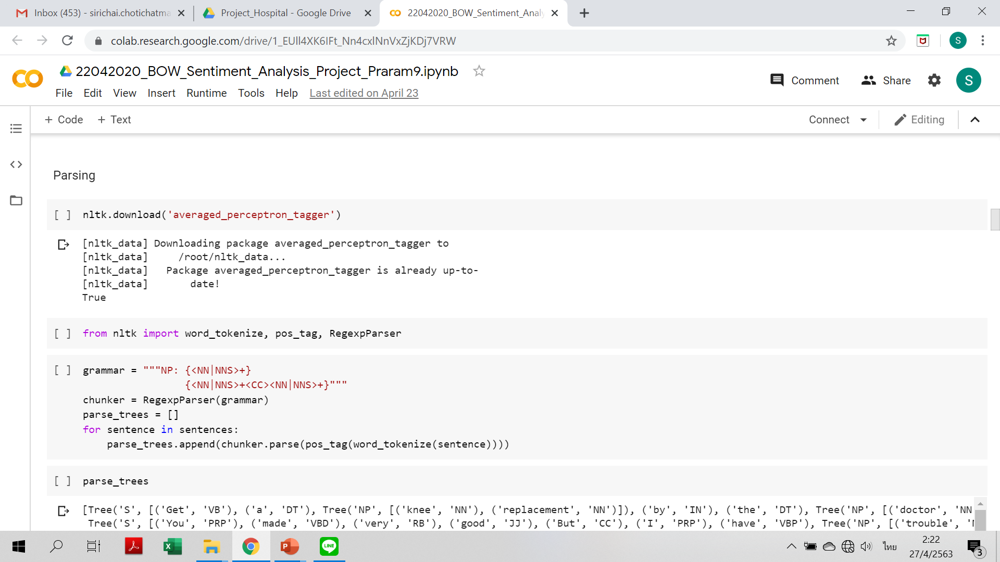 Inbox (453) - sirichai.chotichatma
Project_Hospital - Google Drive
22042020_BOW_Sentiment_Analy
colab.research.google.com/drive/1_EUll4XK6IFt_Nn4cxlNnVxZjKDj7VRW
S
22042020_BOW_Sentiment_Analysis_Project_Praram9.ipynb
Comment
Share
S
File Edit View Insert Runtime Tools Help Last edited on April 23
+ Code + Text
Connect
Editing
Parsing
[ ] nltk.download('averaged_perceptron_tagger')
[nltk_data] Downloading package averaged_perceptron_tagger to
[nltk_data]     /root/nltk_data...
[nltk_data]   Package averaged_perceptron_tagger is already up-to-
[nltk_data]       date!
True
[ ] from nltk import word_tokenize, pos_tag, RegexpParser
[ ] grammar = """NP: {<NN|NNS>+}
{<NN|NNS>+<CC><NN|NNS>+}"""
chunker = RegexpParser(grammar)
parse_trees = []
for sentence in sentences:
    parse_trees.append(chunker.parse(pos_tag(word_tokenize(sentence))))
[ ] parse_trees
[Tree('S', [('Get', 'VB'), ('a', 'DT'), Tree('NP', [('knee', 'NN'), ('replacement', 'NN')]), ('by', 'IN'), ('the', 'DT'), Tree('NP', [('doctor', 'NN
Tree('S', [('You', 'PRP'), ('made', 'VBD'), ('very', 'RB'), ('good', 'JJ'), ('But', 'CC'), ('I', 'PRP'), ('have', 'VBP'), Tree('NP', [('trouble', '
LINE
ไทย
2:22
27/4/2563
3